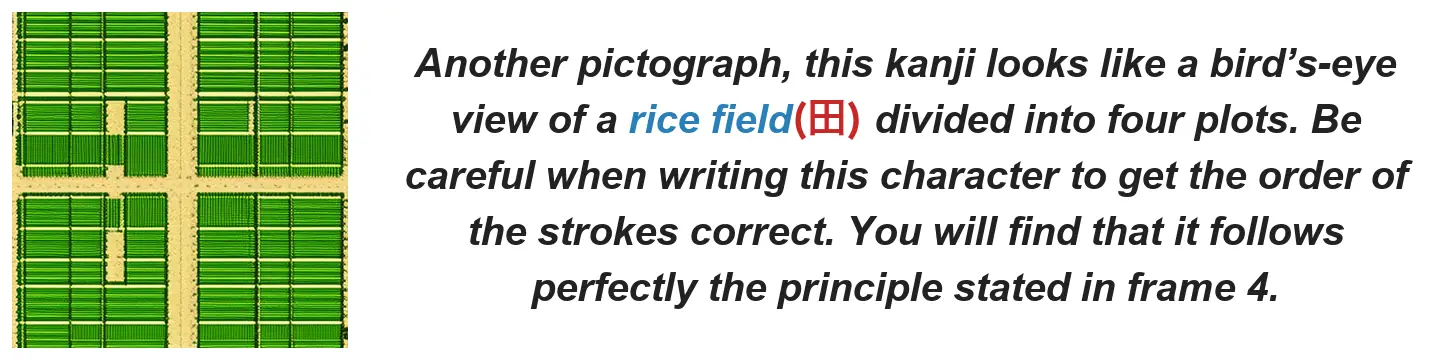 Another pictograph, this kanji looks like a bird’s-eye
view of a rice field(田) divided into four plots. Be
careful when writing this character to get the order of
the strokes correct. You will find that it follows
perfectly the principle stated in frame 4.